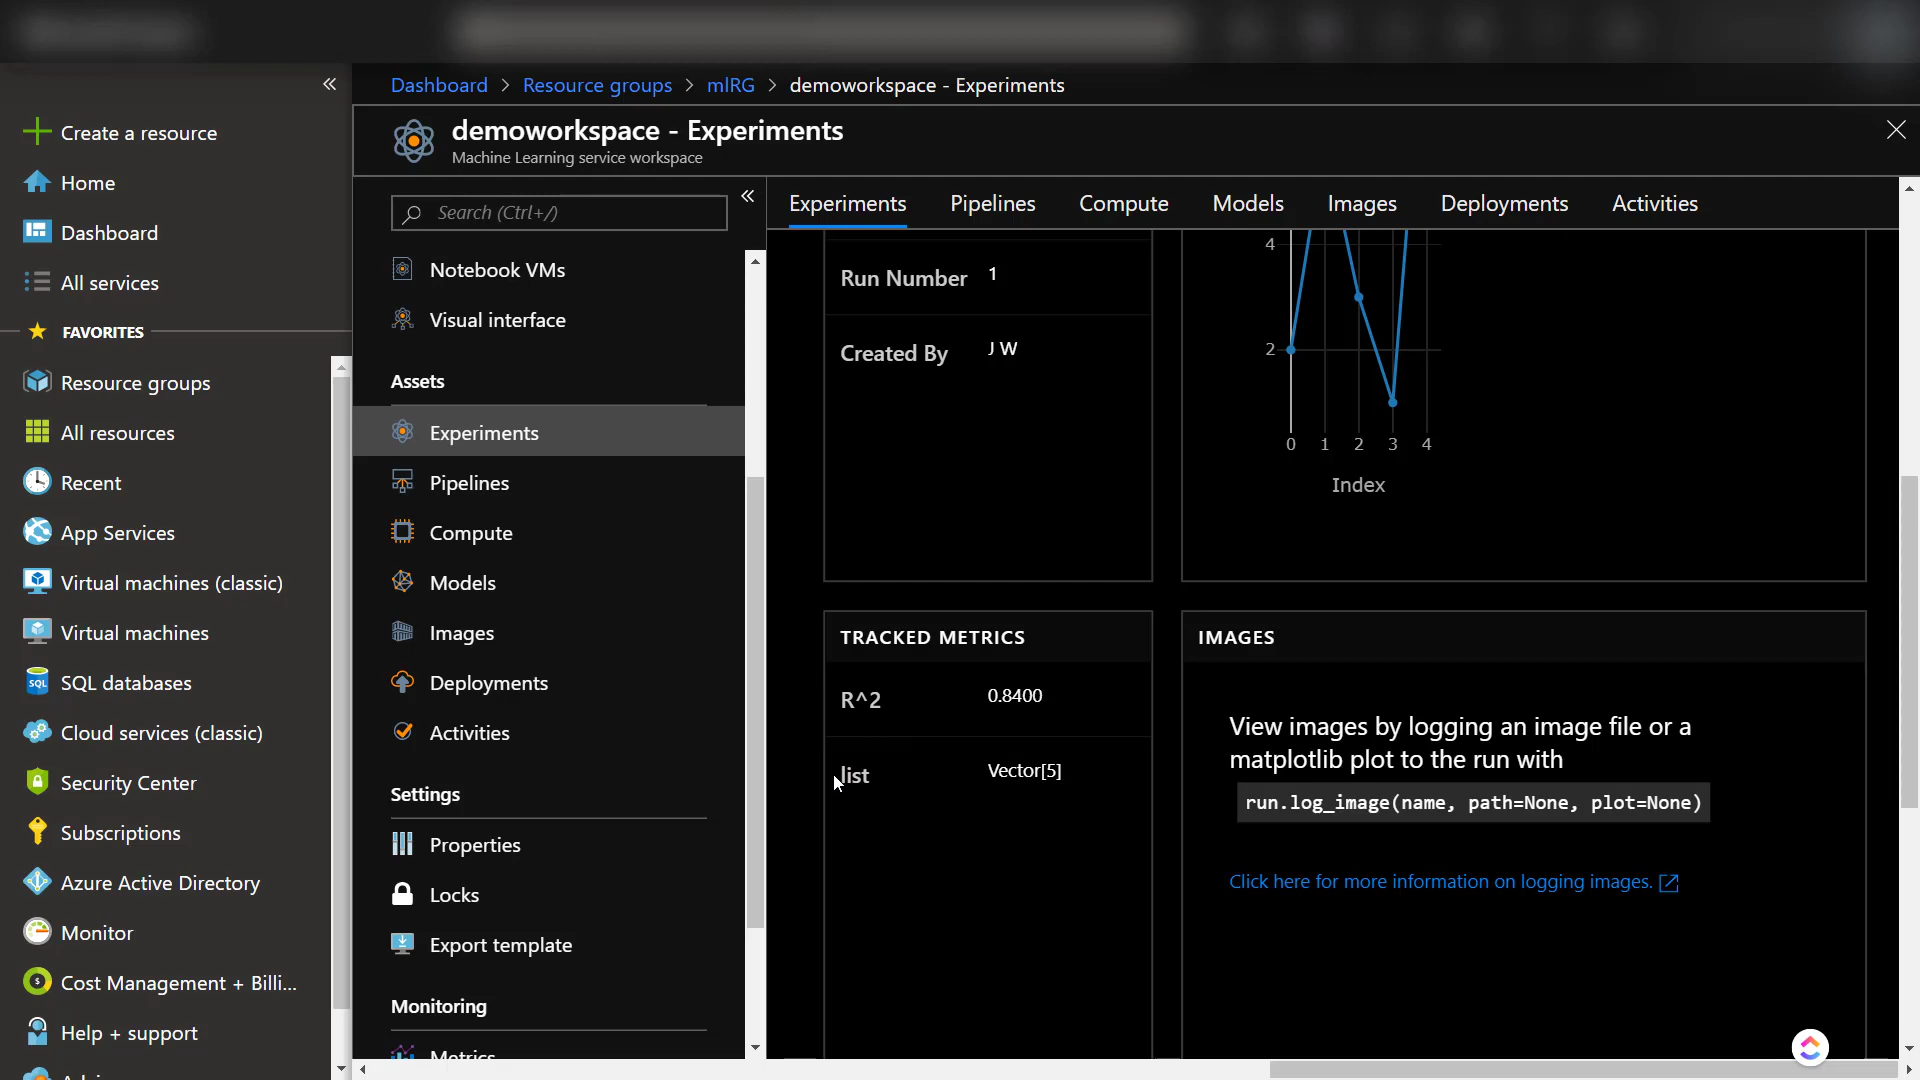 Dashboard > Resource groups > mlRG > demoworkspace - Experiments
demoworkspace - Experiments
Machine Learning service workspace
Create a resource
Home
Dashboard
All services
FAVORITES
Resource groups
All resources
Recent
App Services
Virtual machines (classic)
Virtual machines
SQL databases
Cloud services (classic)
Security Center
Subscriptions
Azure Active Directory
Monitor
Cost Management + Billi...
Help + support
Search (Ctrl+/)
Notebook VMs
Visual interface
Assets
Experiments
Pipelines
Compute
Models
Images
Deployments
Activities
Settings
Properties
Locks
Export template
Monitoring
Metrics
Experiments Pipelines Compute Models Images Deployments Activities
Run Number 1
Created By J W
4
2
0 1 2 3 4
Index
TRACKED METRICS
R^2 0.8400
list Vector[5]
IMAGES
View images by logging an image file or a
matplotlib plot to the run with
run.log_image(name, path=None, plot=None)
Click here for more information on logging images.